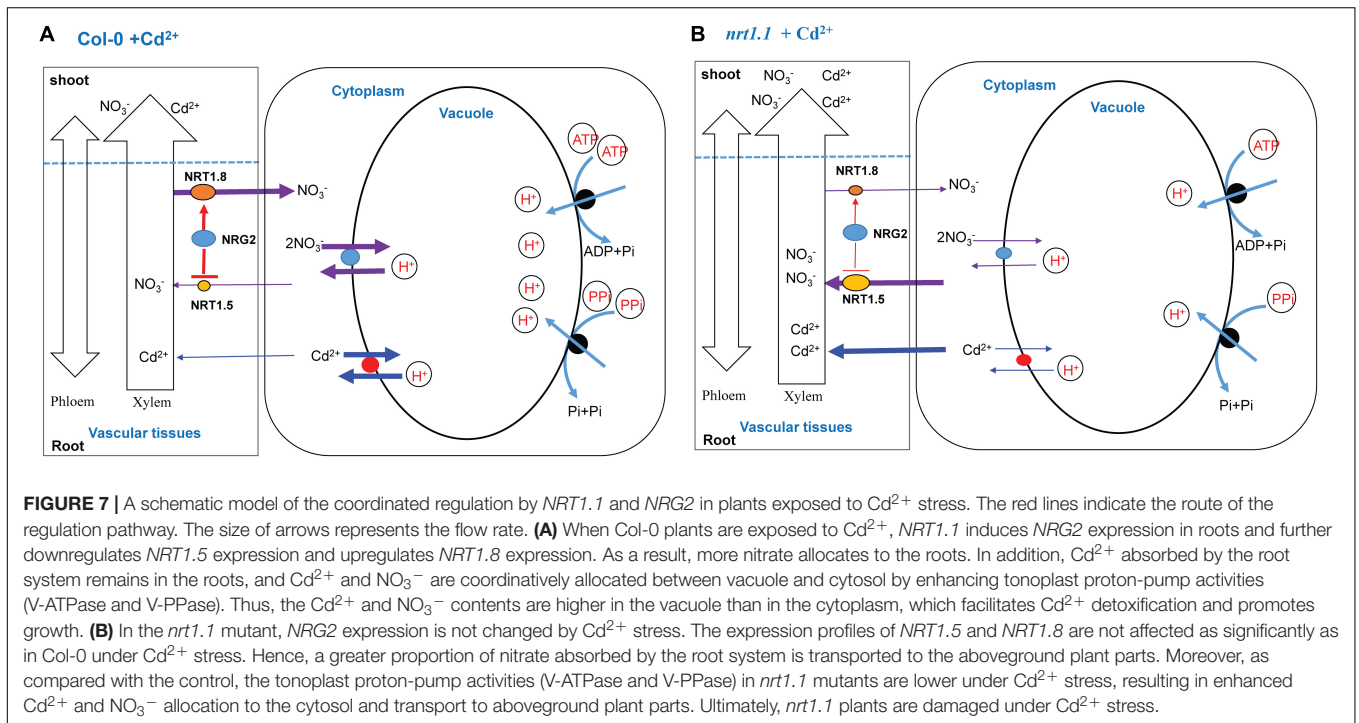 A Col-0 +Cd²⁺
shoot
NO₃⁻ Cd²⁺
NRT1.8
NO₃⁻
NRG2
NO₃⁻
NRT1.5
Cd²⁺
Phloem Xylem
Vascular tissues
Root
Cytoplasm
Vacuole
2NO₃⁻
H⁺
Cd²⁺
H⁺
ATP
ATP
H⁺
ADP+Pi
H⁺
H⁺
PPi
PPi
H⁺
Pi+Pi
B nrt1.1 + Cd²⁺
shoot
NO₃⁻ Cd²⁺
NO₃⁻ Cd²⁺
NRT1.8
NO₃⁻
NRG2
NO₃⁻
NO₃⁻
NRT1.5
Cd²⁺
Cd²⁺
Phloem Xylem
Vascular tissues
Root
Cytoplasm
Vacuole
2NO₃⁻
H⁺
Cd²⁺
H⁺
ATP
H⁺
ADP+Pi
PPi
H⁺
Pi+Pi
FIGURE 7 | A schematic model of the coordinated regulation by NRT1.1 and NRG2 in plants exposed to Cd²⁺ stress. The red lines indicate the route of the
regulation pathway. The size of arrows represents the flow rate. (A) When Col-0 plants are exposed to Cd²⁺, NRT1.1 induces NRG2 expression in roots and further
downregulates NRT1.5 expression and upregulates NRT1.8 expression. As a result, more nitrate allocates to the roots. In addition, Cd²⁺ absorbed by the root
system remains in the roots, and Cd²⁺ and NO₃⁻ are coordinatively allocated between vacuole and cytosol by enhancing tonoplast proton-pump activities
(V-ATPase and V-PPase). Thus, the Cd²⁺ and NO₃⁻ contents are higher in the vacuole than in the cytoplasm, which facilitates Cd²⁺ detoxification and promotes
growth. (B) In the nrt1.1 mutant, NRG2 expression is not changed by Cd²⁺ stress. The expression profiles of NRT1.5 and NRT1.8 are not affected as significantly as
in Col-0 under Cd²⁺ stress. Hence, a greater proportion of nitrate absorbed by the root system is transported to the aboveground plant parts. Moreover, as
compared with the control, the tonoplast proton-pump activities (V-ATPase and V-PPase) in nrt1.1 mutants are lower under Cd²⁺ stress, resulting in enhanced
Cd²⁺ and NO₃⁻ allocation to the cytosol and transport to aboveground plant parts. Ultimately, nrt1.1 plants are damaged under Cd²⁺ stress.